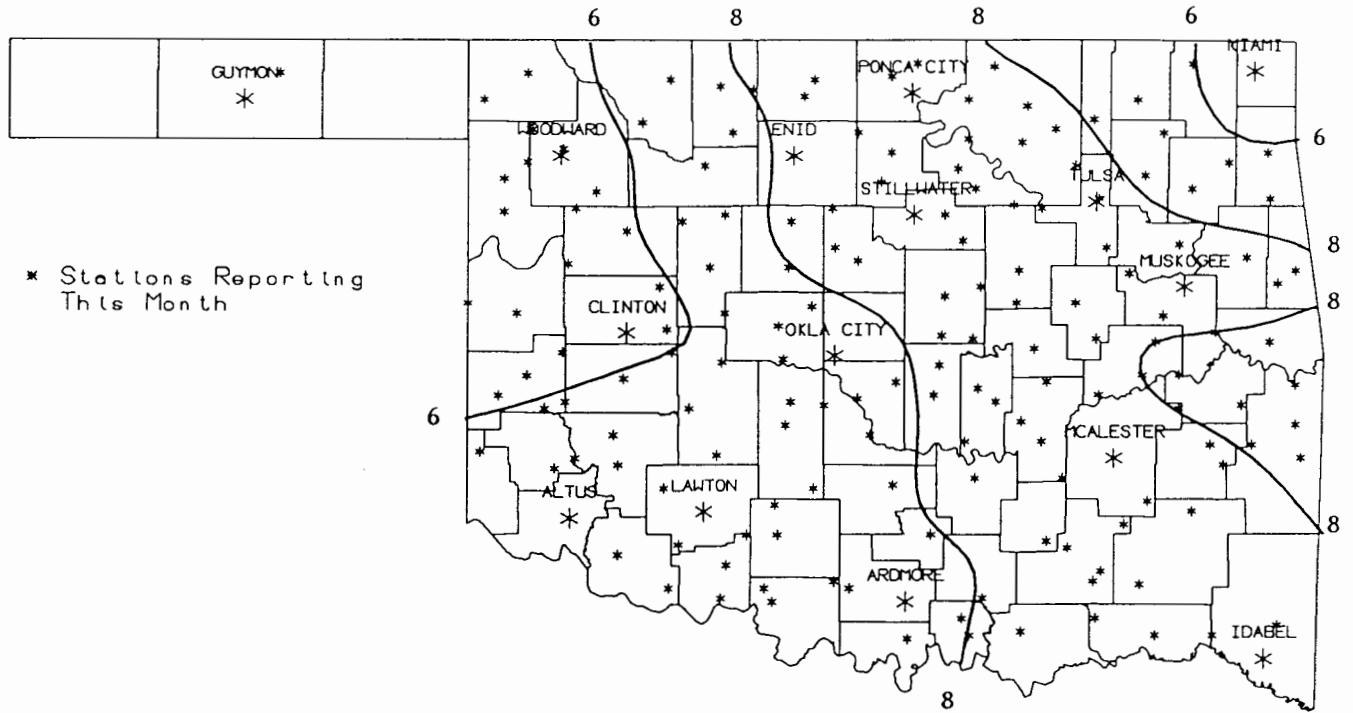 6 8 8 6
MIAMI
GUYMON
PONCA CITY
WOODWARD ENID
6
TULSA
STILLWATER
8
MUSKOGEE
* Stations Reporting
This Month
8
CLINTON
OKLA CITY
6
MCALESTER
ALTUS LAWTON
8
ARDMORE
IDABEL
8